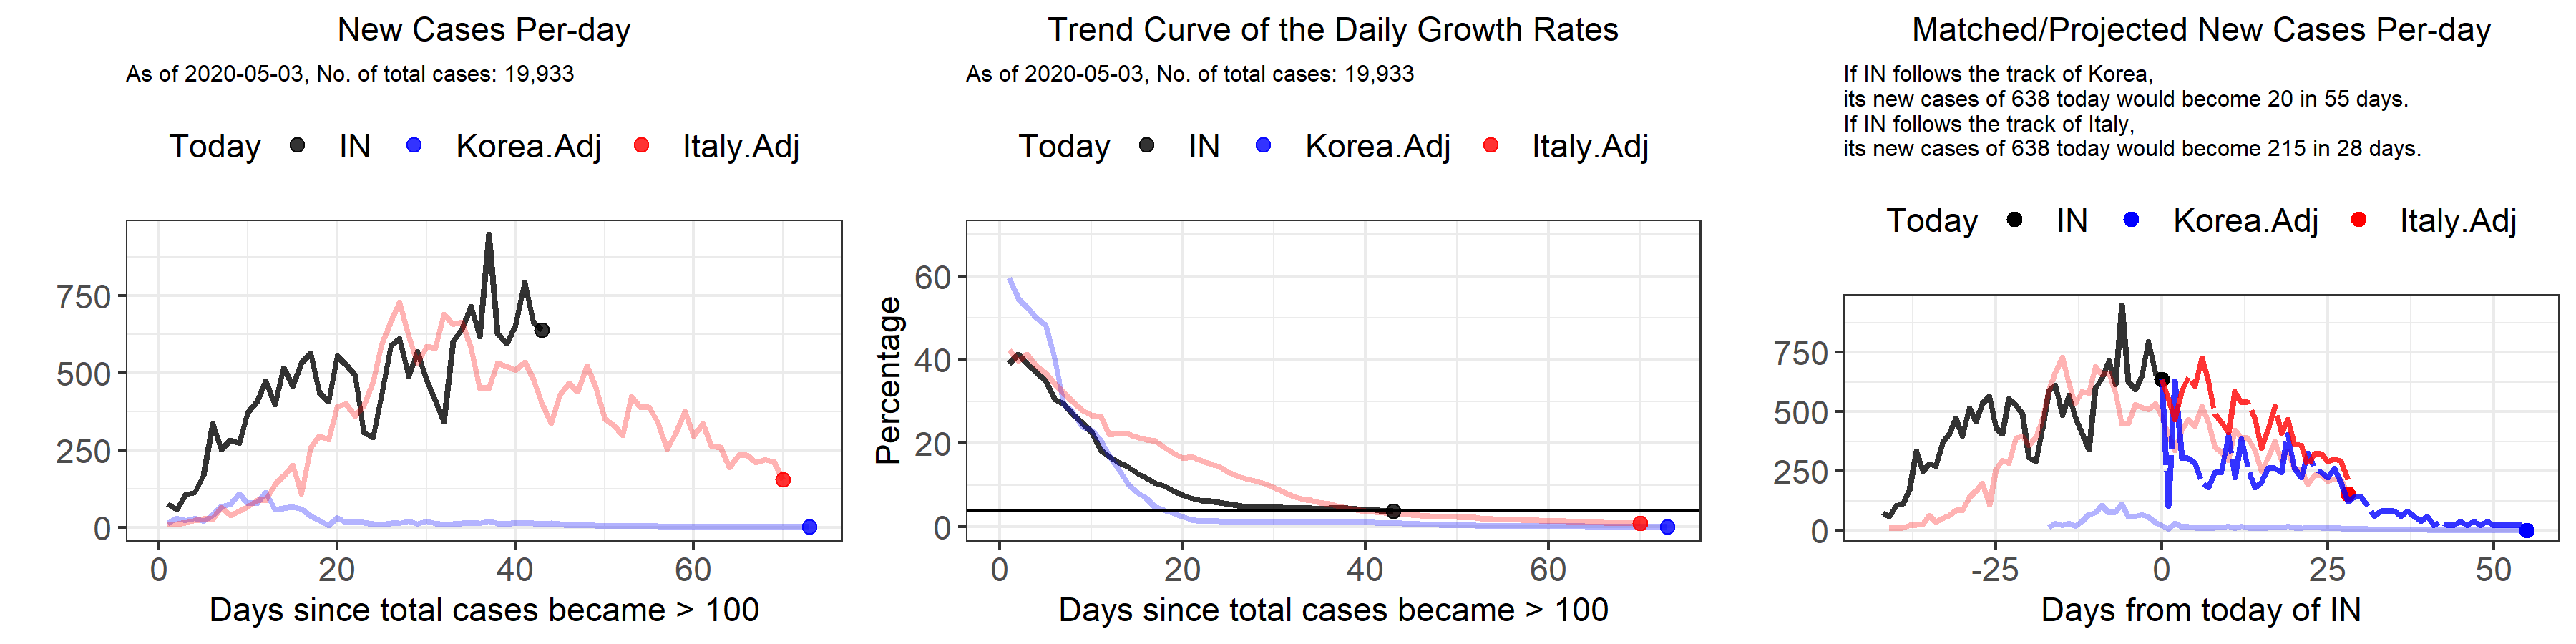 New Cases Per-day
As of 2020-05-03, No. of total cases: 19,933
Today IN Korea.Adj Italy.Adj
750
500
250
0
0 20 40 60
Days since total cases became > 100
Trend Curve of the Daily Growth Rates
As of 2020-05-03, No. of total cases: 19,933
Today IN Korea.Adj Italy.Adj
Percentage
60
40
20
0
0 20 40 60
Days since total cases became > 100
Matched/Projected New Cases Per-day
If IN follows the track of Korea,
its new cases of 638 today would become 20 in 55 days.
If IN follows the track of Italy,
its new cases of 638 today would become 215 in 28 days.
Today IN Korea.Adj Italy.Adj
750
500
250
0
-25 0 25 50
Days from today of IN